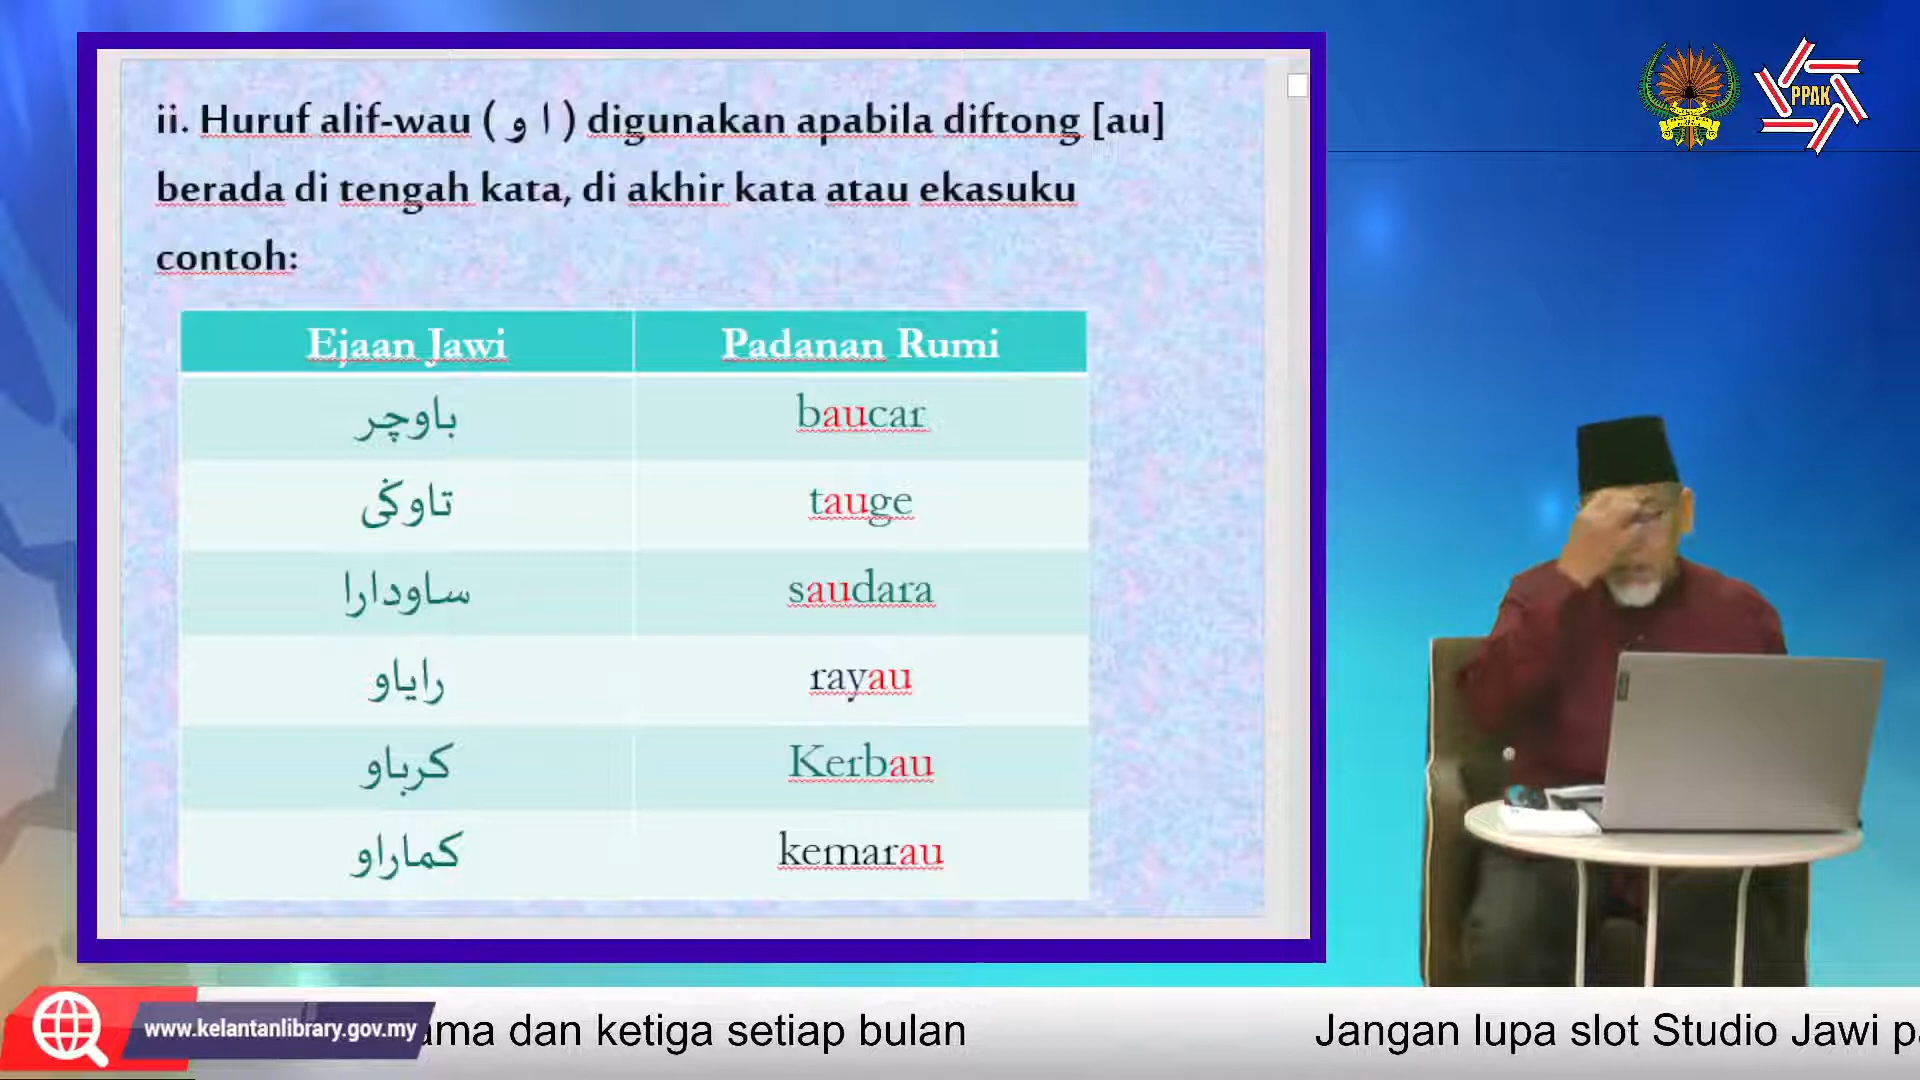 ii. Huruf alif-wau ( ا و ) digunakan apabila diftong [au]
berada di tengah kata, di akhir kata atau ekasuku
contoh:
Ejaan Jawi Padanan Rumi
باوچر baucar
تاوݢى tauge
ساودارا saudara
راياو rayau
کرباو Kerbau
کماراو kemarau
PPAK
www.kelantanlibrary.gov.my
dan ketiga setiap bulan Jangan lupa slot Studio Jawi